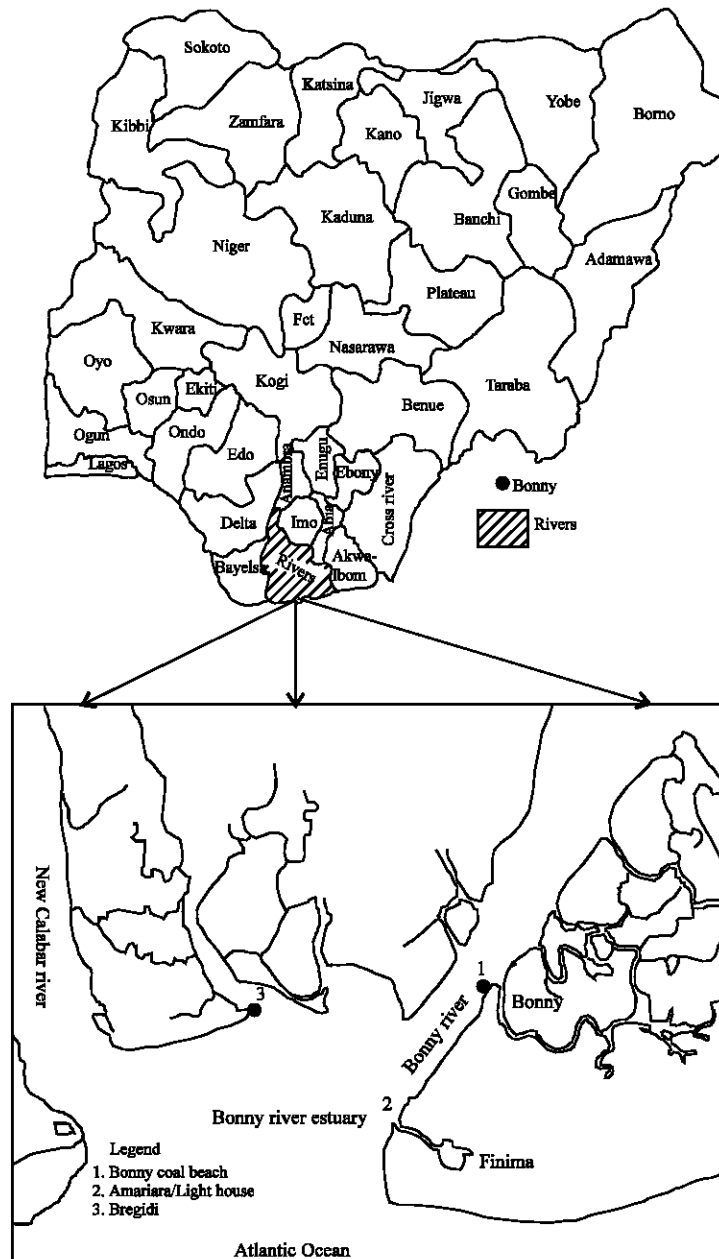 Sokoto
Katsina
Jigwa
Yobe
Borno
Kibbi
Zamfara
Kano
Gombe
Kaduna
Banchi
Niger
Adamawa
Plateau
Fct
Kwara
Nasarawa
Oyo
Kogi
Taraba
Ekiti
Osun
Benue
Ogun
Ondo
Edo
Anambra
Enugu
Ebony
Lagos
Cross river
Bonny
Delta
Imo
Abia
Rivers
Bayelsa
Rivers
Akwa-
Ibom
New Calabar river
1
3
Bonny
Bonny river
2
Bonny river estuary
Legend
1. Bonny coal beach
2. Amariara/Light house
3. Bregidi
Finima
Atlantic Ocean